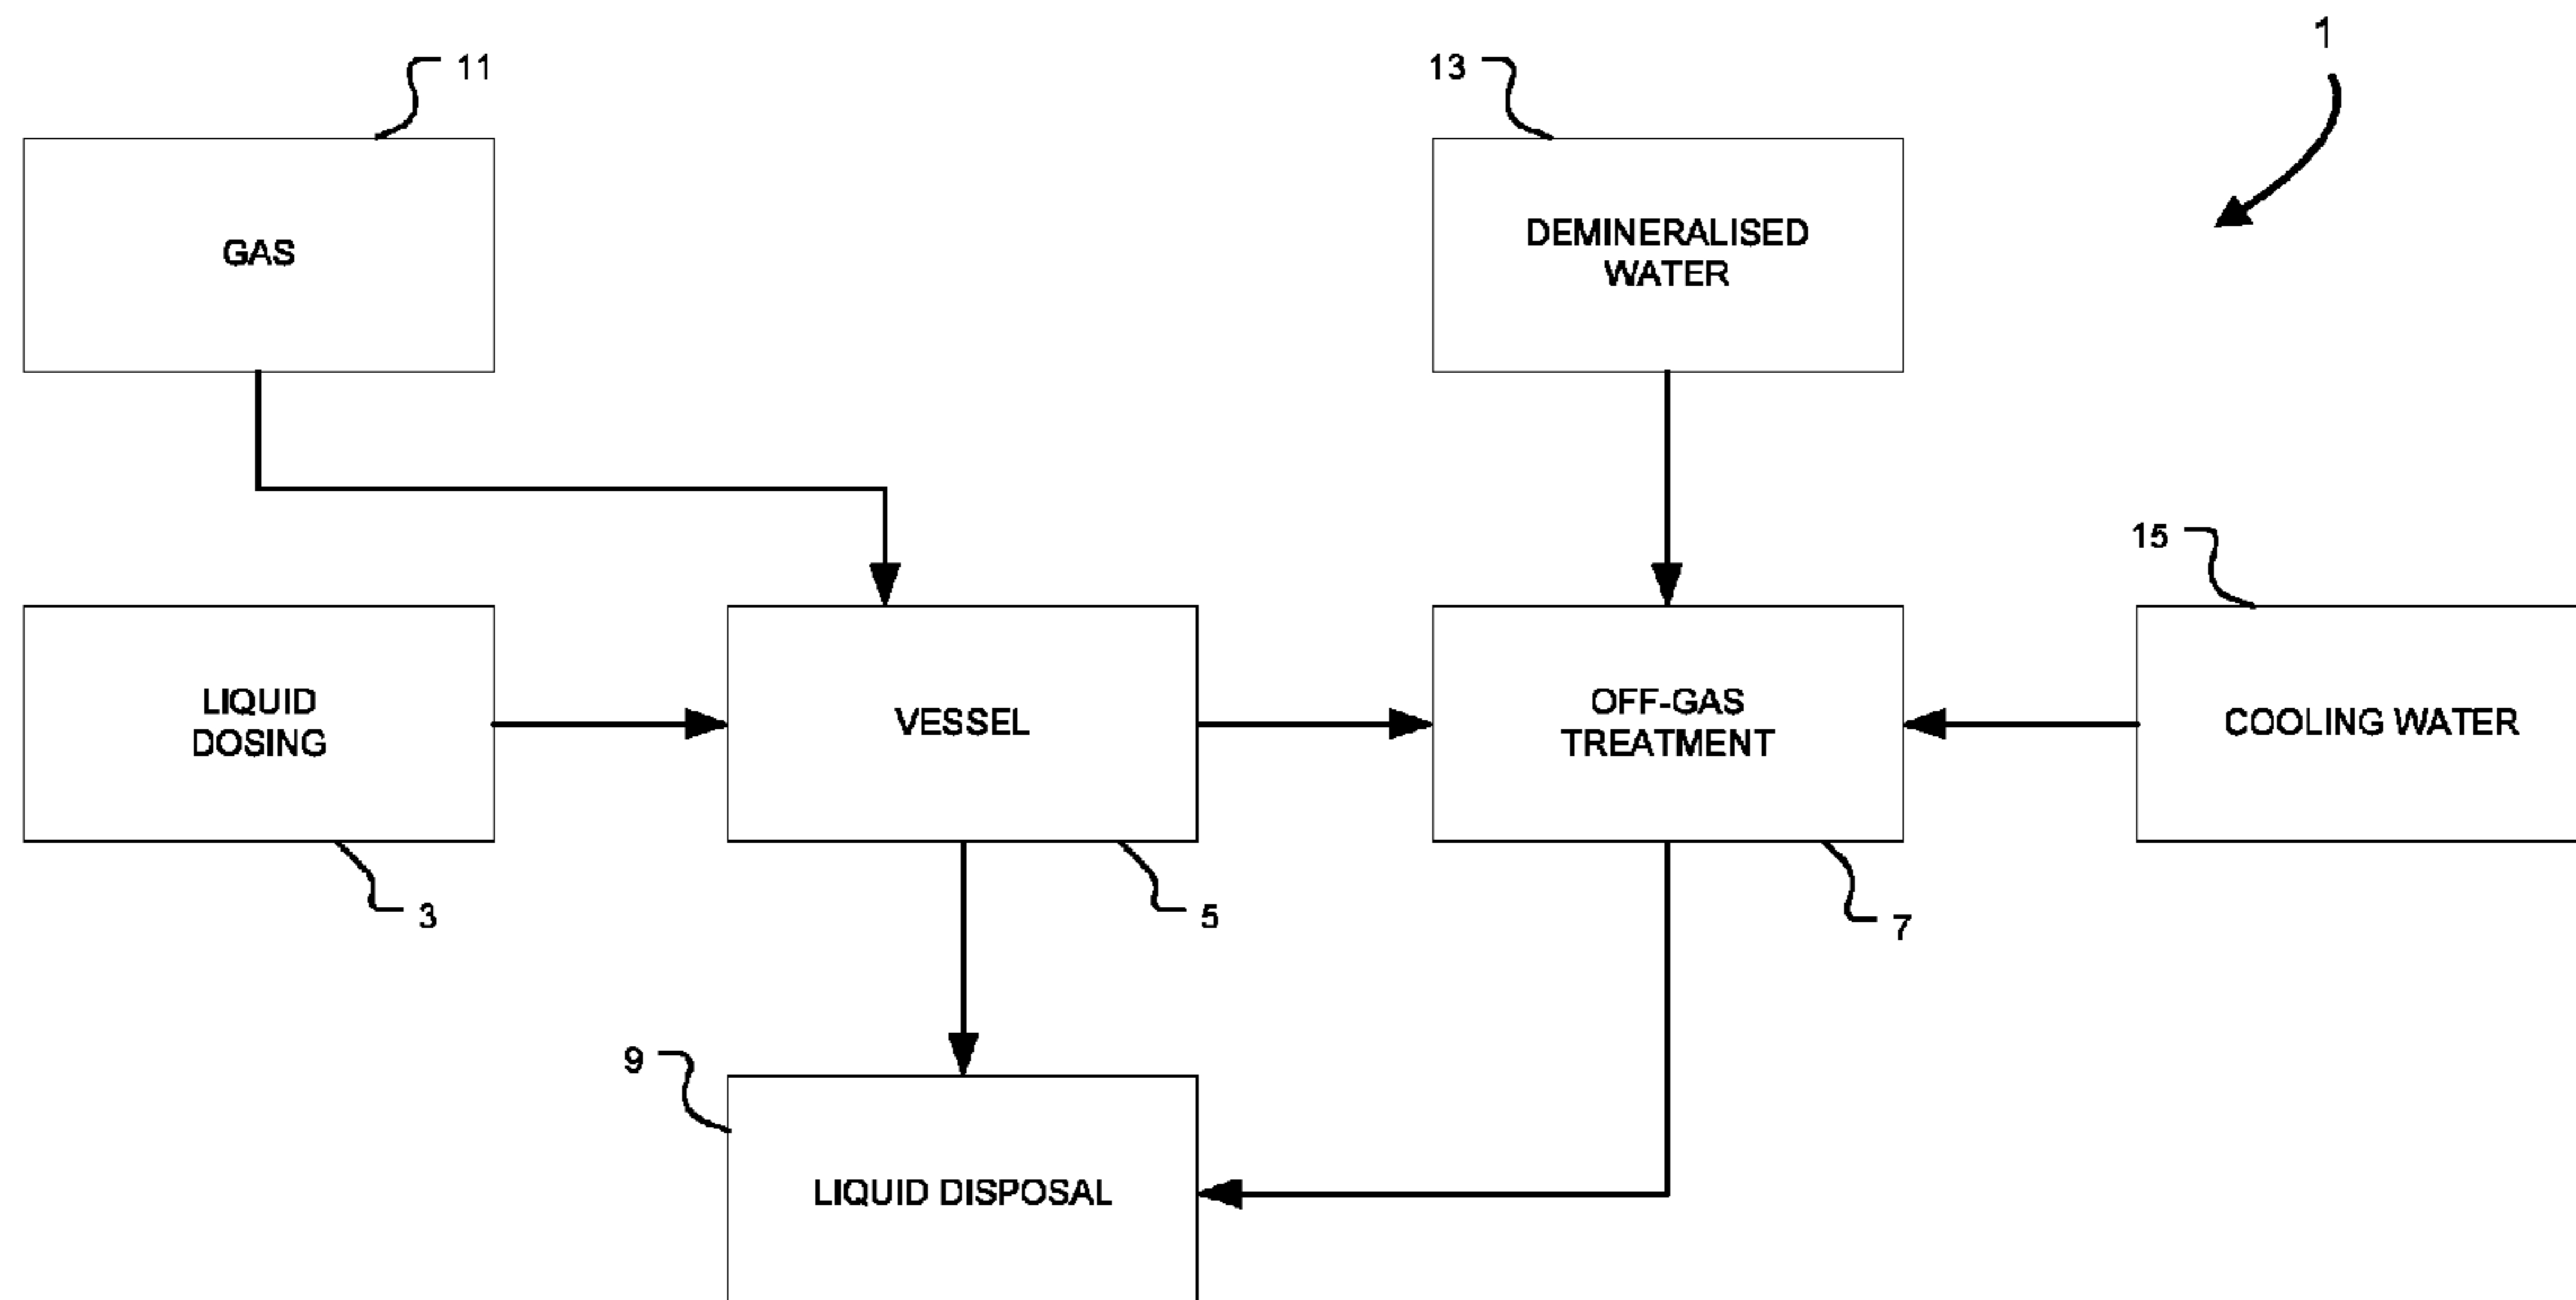 1
11
13
GAS
DEMINERALISED
WATER
15
LIQUID
DOSING
VESSEL
OFF-GAS
TREATMENT
COOLING WATER
3
5
7
9
LIQUID DISPOSAL